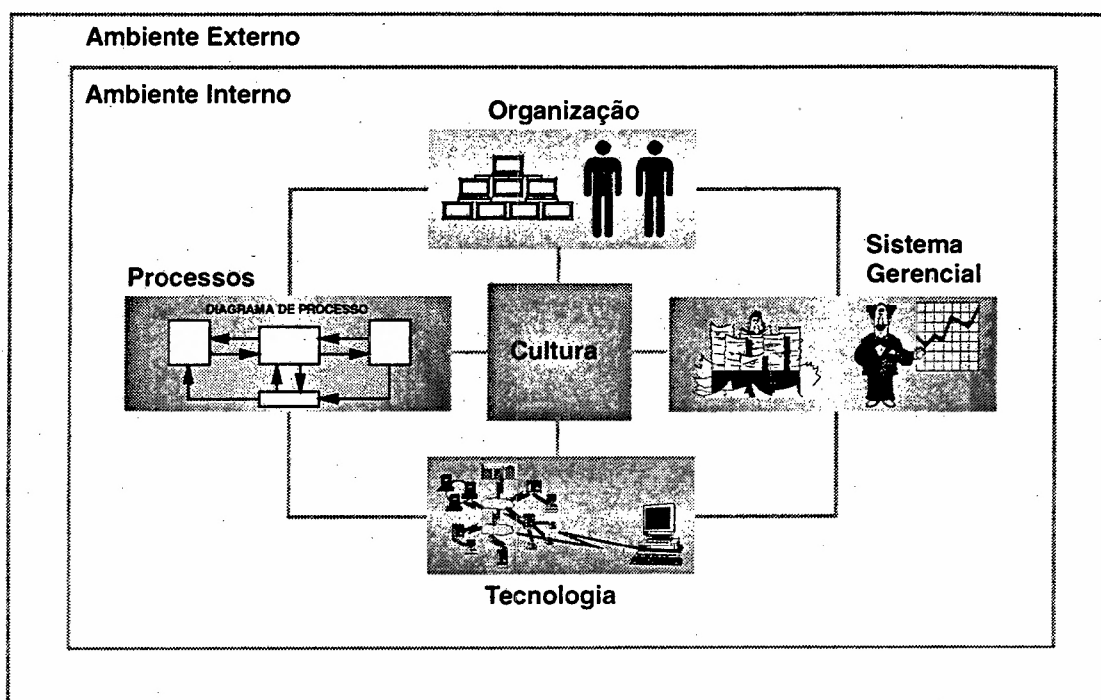 Ambiente Externo
Ambiente Interno
Organização
Processos
DIAGRAMA DE PROCESSO
Sistema
Gerencial
Cultura
Tecnologia